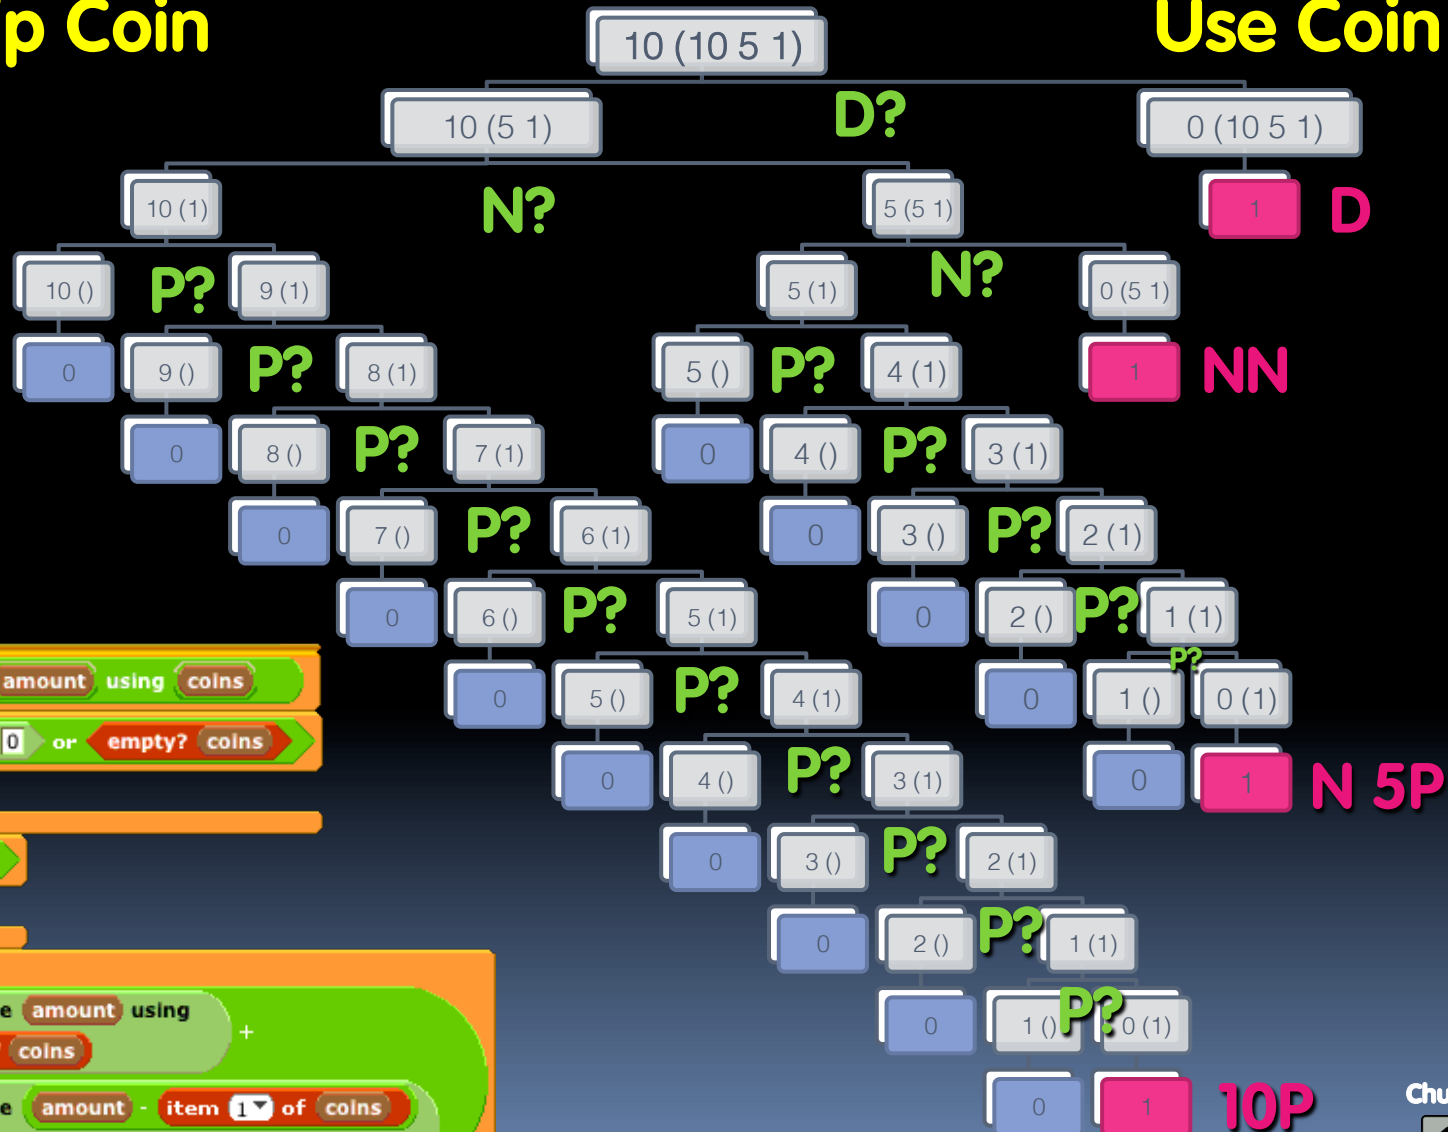 p Coin
Use Coin
10 (10 5 1)
10 (5 1)
D?
0 (10 5 1)
10 (1)
N?
5 (5 1)
1
D
10 ()
P?
9 (1)
5 (1)
N?
0 (5 1)
0
9 ()
P?
8 (1)
5 ()
P?
4 (1)
1
NN
0
8 ()
P?
7 (1)
0
4 ()
P?
3 (1)
0
7 ()
P?
6 (1)
0
3 ()
P?
2 (1)
0
6 ()
P?
5 (1)
0
2 ()
P?
1 (1)
P?
amount using coins
0
5 ()
P?
4 (1)
0
1 ()
0 (1)
0 or empty? coins
0
4 ()
P?
3 (1)
0
1
N 5P
0
3 ()
P?
2 (1)
0
2 ()
P?
1 (1)
e amount using
+
coins
0
1 ()
P?
0 (1)
e amount - item 1 of coins
0
1
10P
Chu